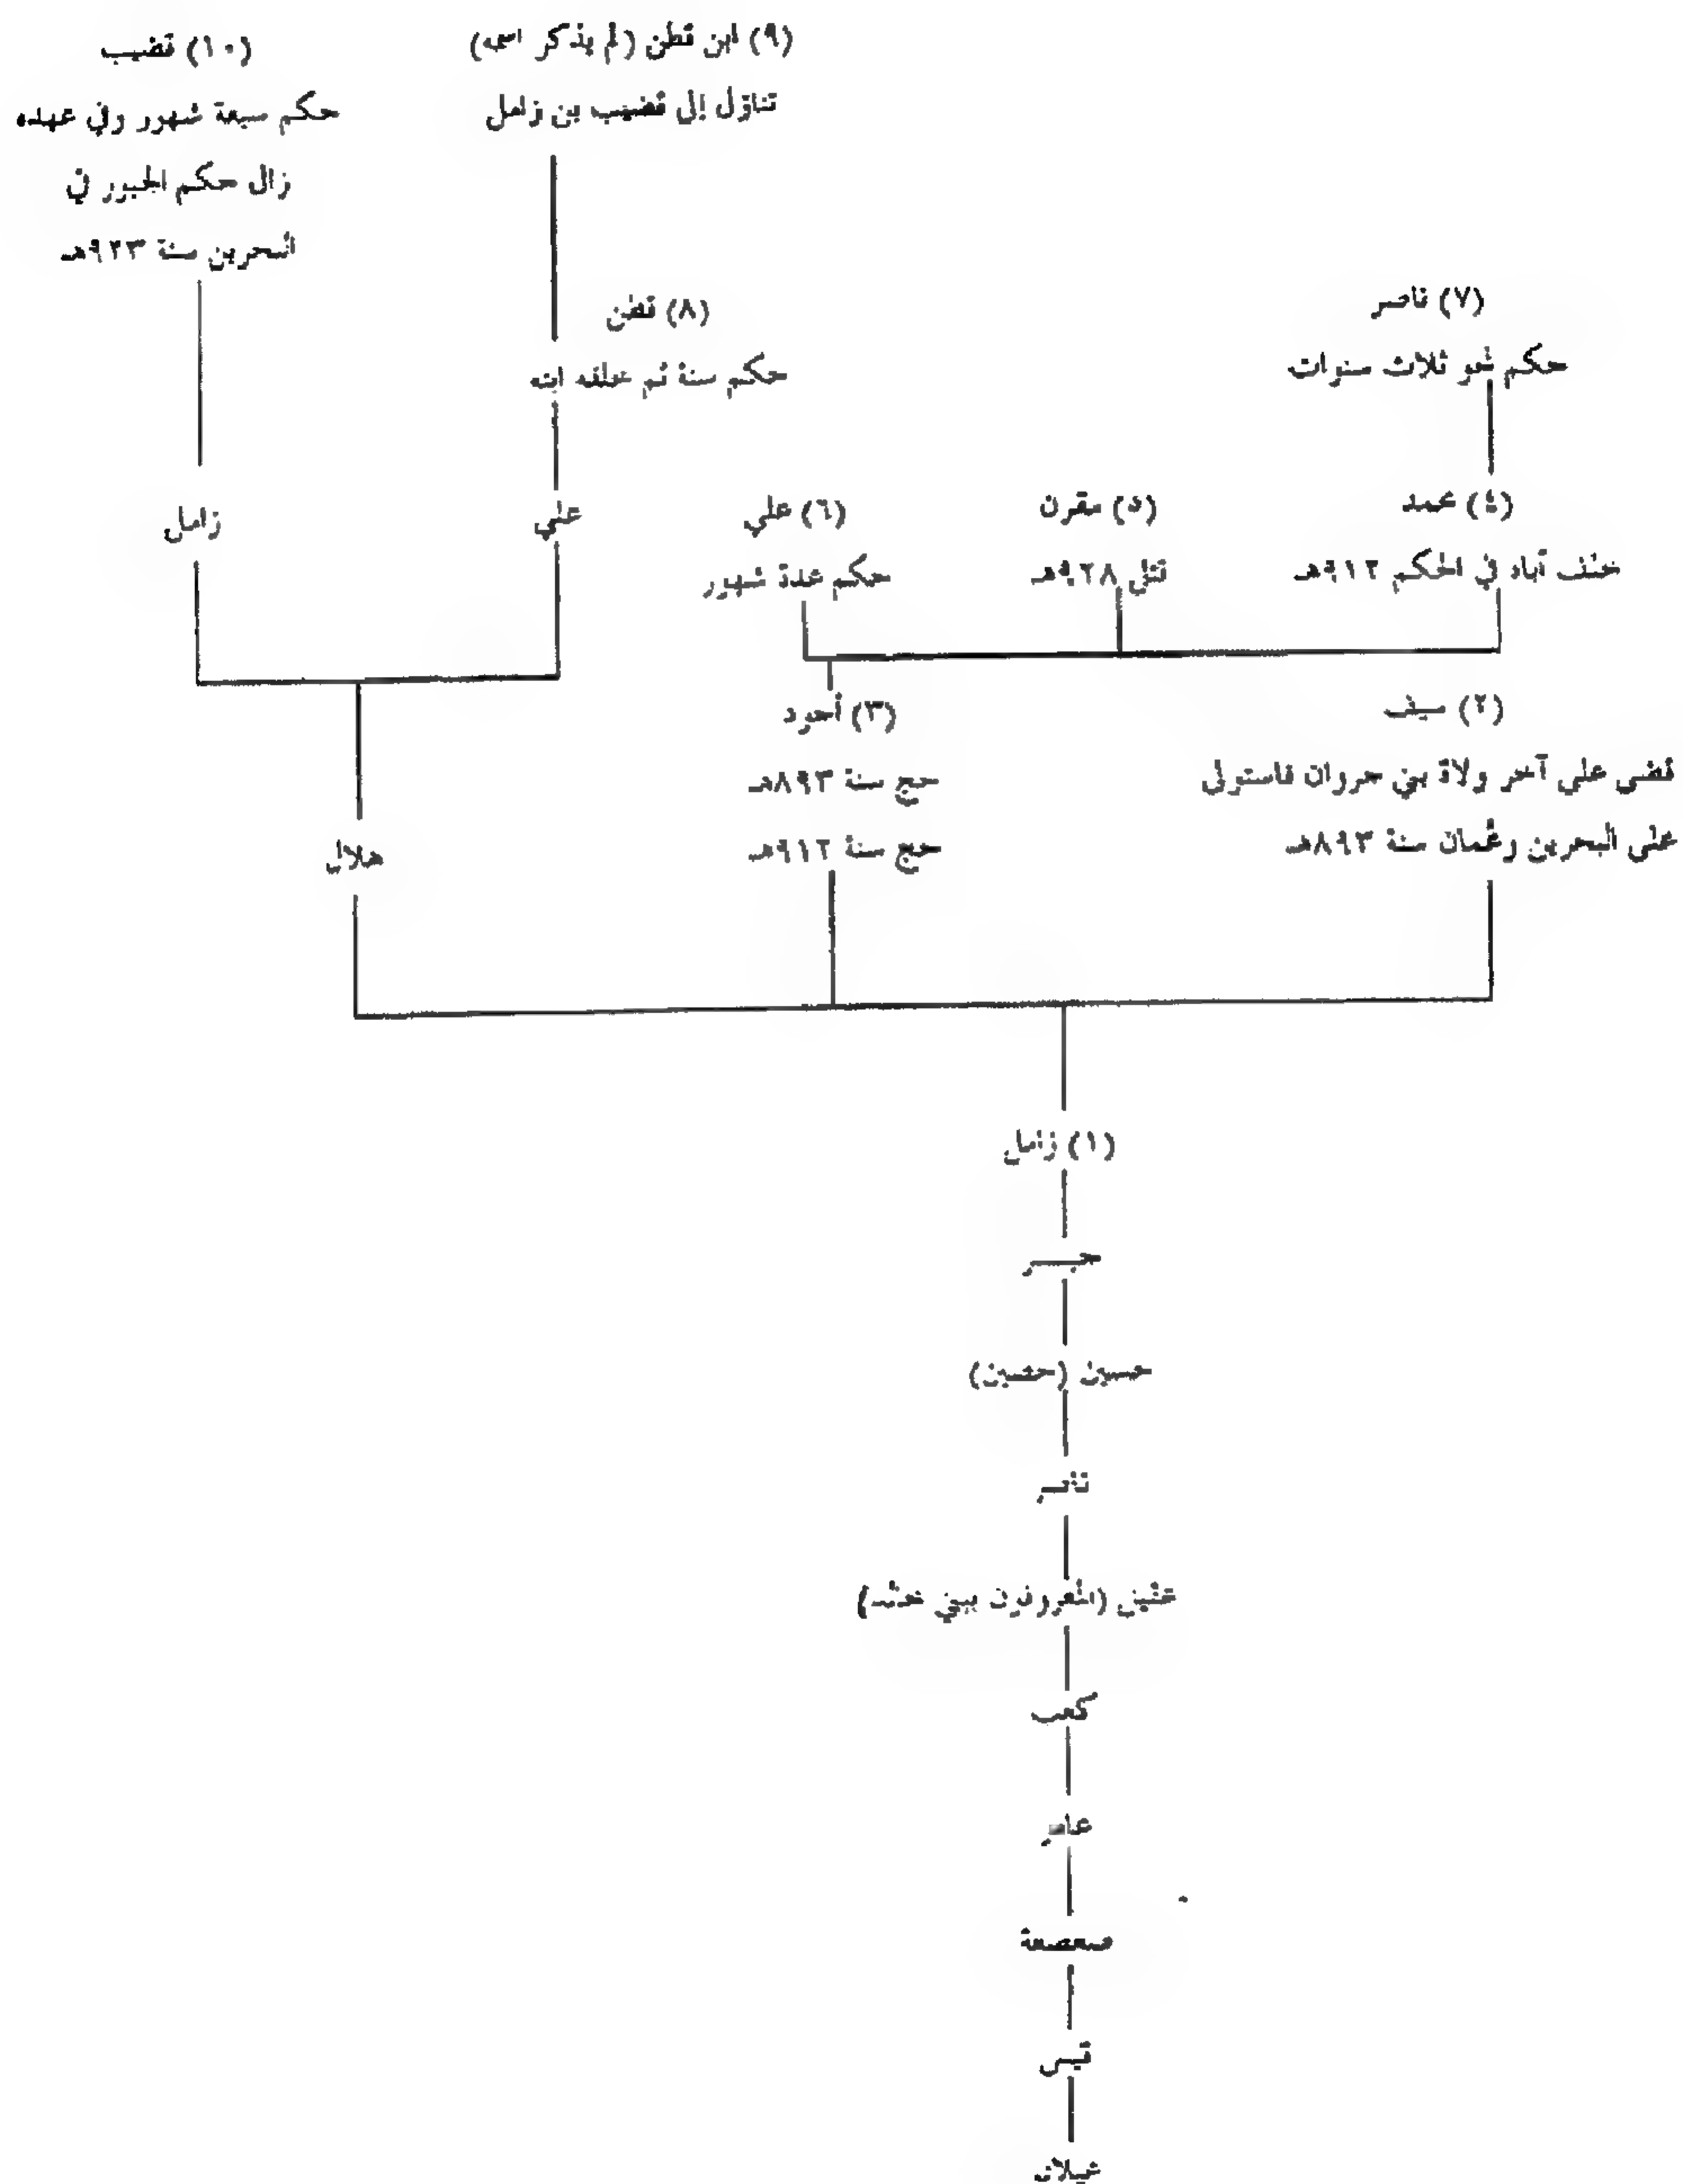 (١٠) قضيب
حكم سبعة شهور وفي عهده
زال حكم الجبور في
البحرين سنة ٩٣٣هـ
(٩) ابن قطن (لم يذكر اسمه)
تناول إلى قضيب بن زامل
(٨) قطن
حكم سنة ثم خلفه ابنه
(٧) ناصر
حكم نحو ثلاث سنوات
زامل
علي
(٦) علي
حكم عدة شهور
(٥) مقرن
قتل ٩٢٨هـ
(٤) محمد
خلف أباه في الحكم ٩١٢هـ
هلال
(٣) أجود
حج سنة ٨٩٣هـ
حج سنة ٩١٢هـ
(٢) سيف
قضى على آخر ولاة بني جروان فاستولى
على البحرين وعُمان سنة ٨٩٣هـ
(١) زامل
جبر
حسين (حصين)
ناصر
عقيل (المعروفون ببني)
كعب
عامر
صعصعة
قيس
عيلان